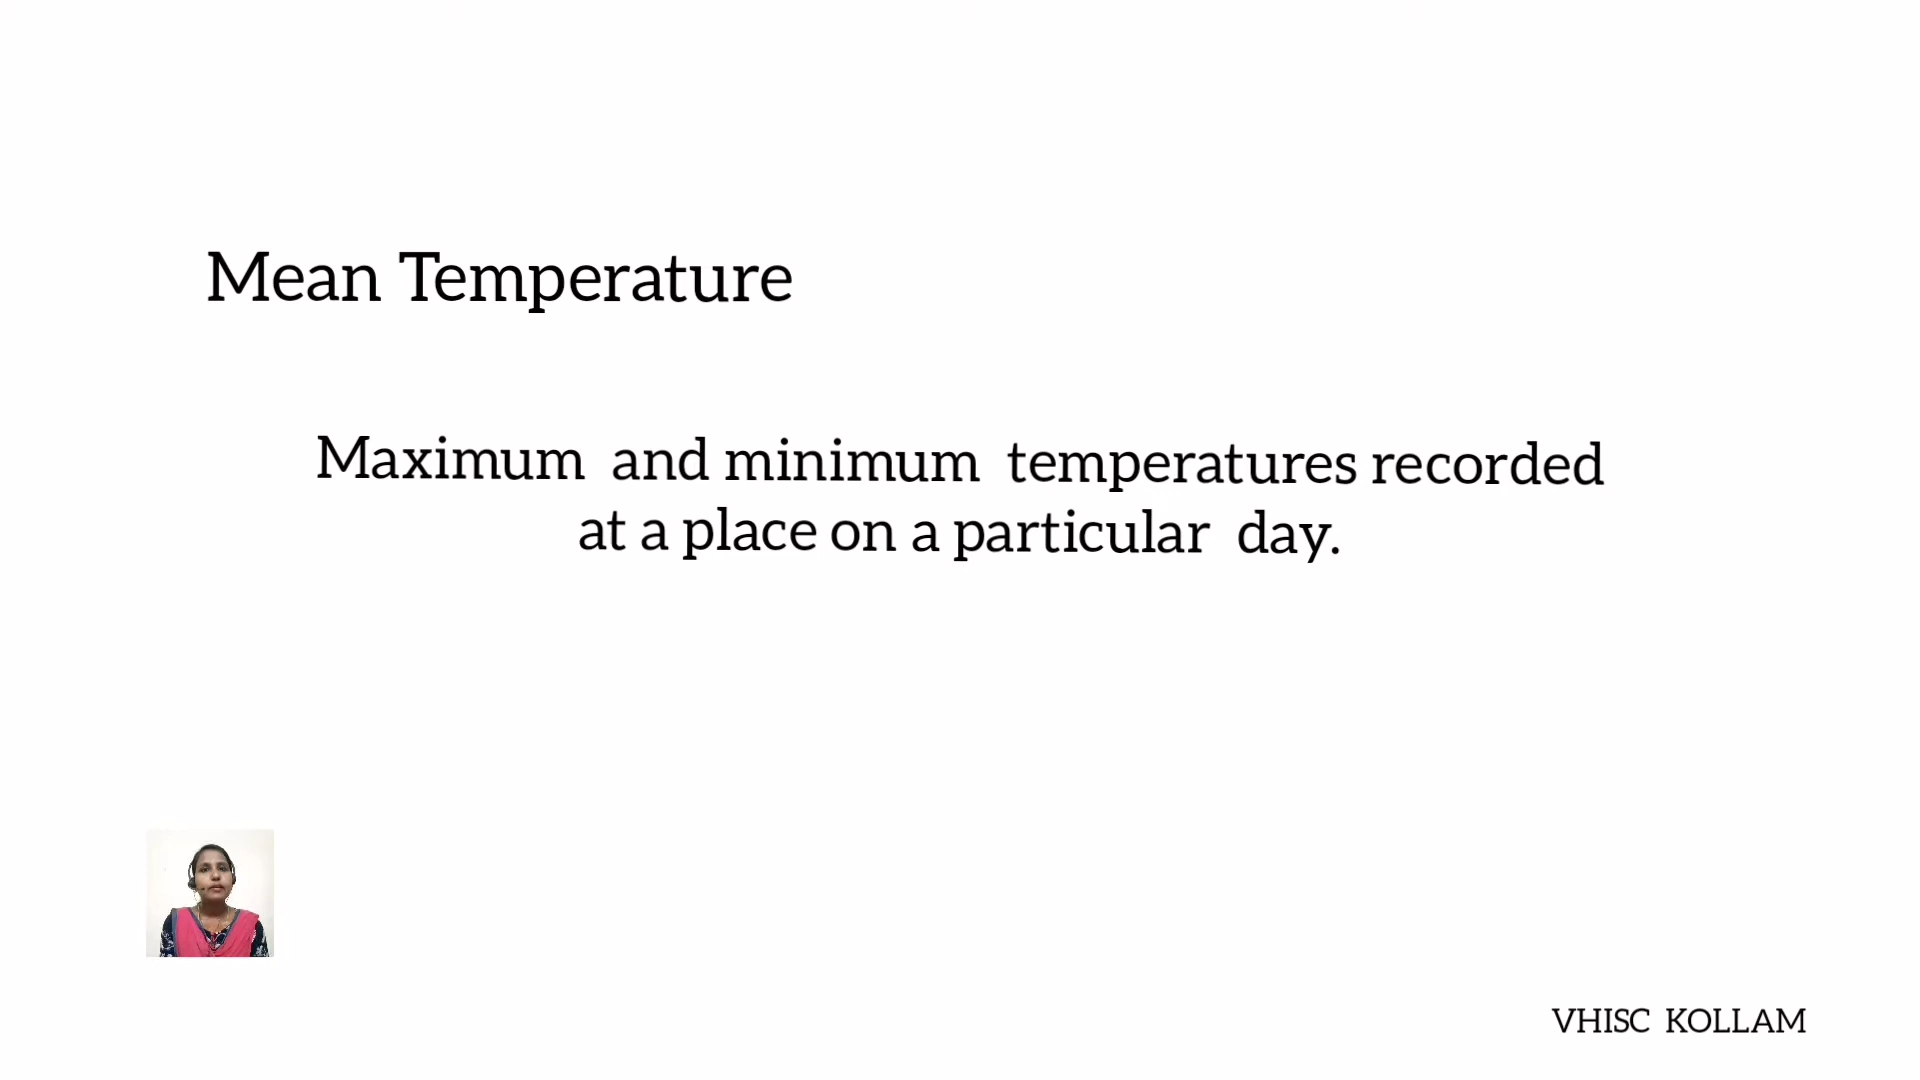 Mean Temperature
Maximum and minimum temperatures recorded
at a place on a particular day.
VHISC KOLLAM